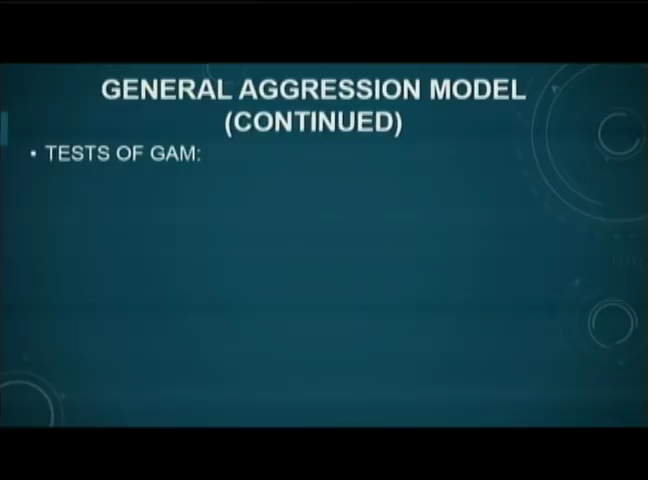 GENERAL AGGRESSION MODEL
(CONTINUED)
• TESTS OF GAM: